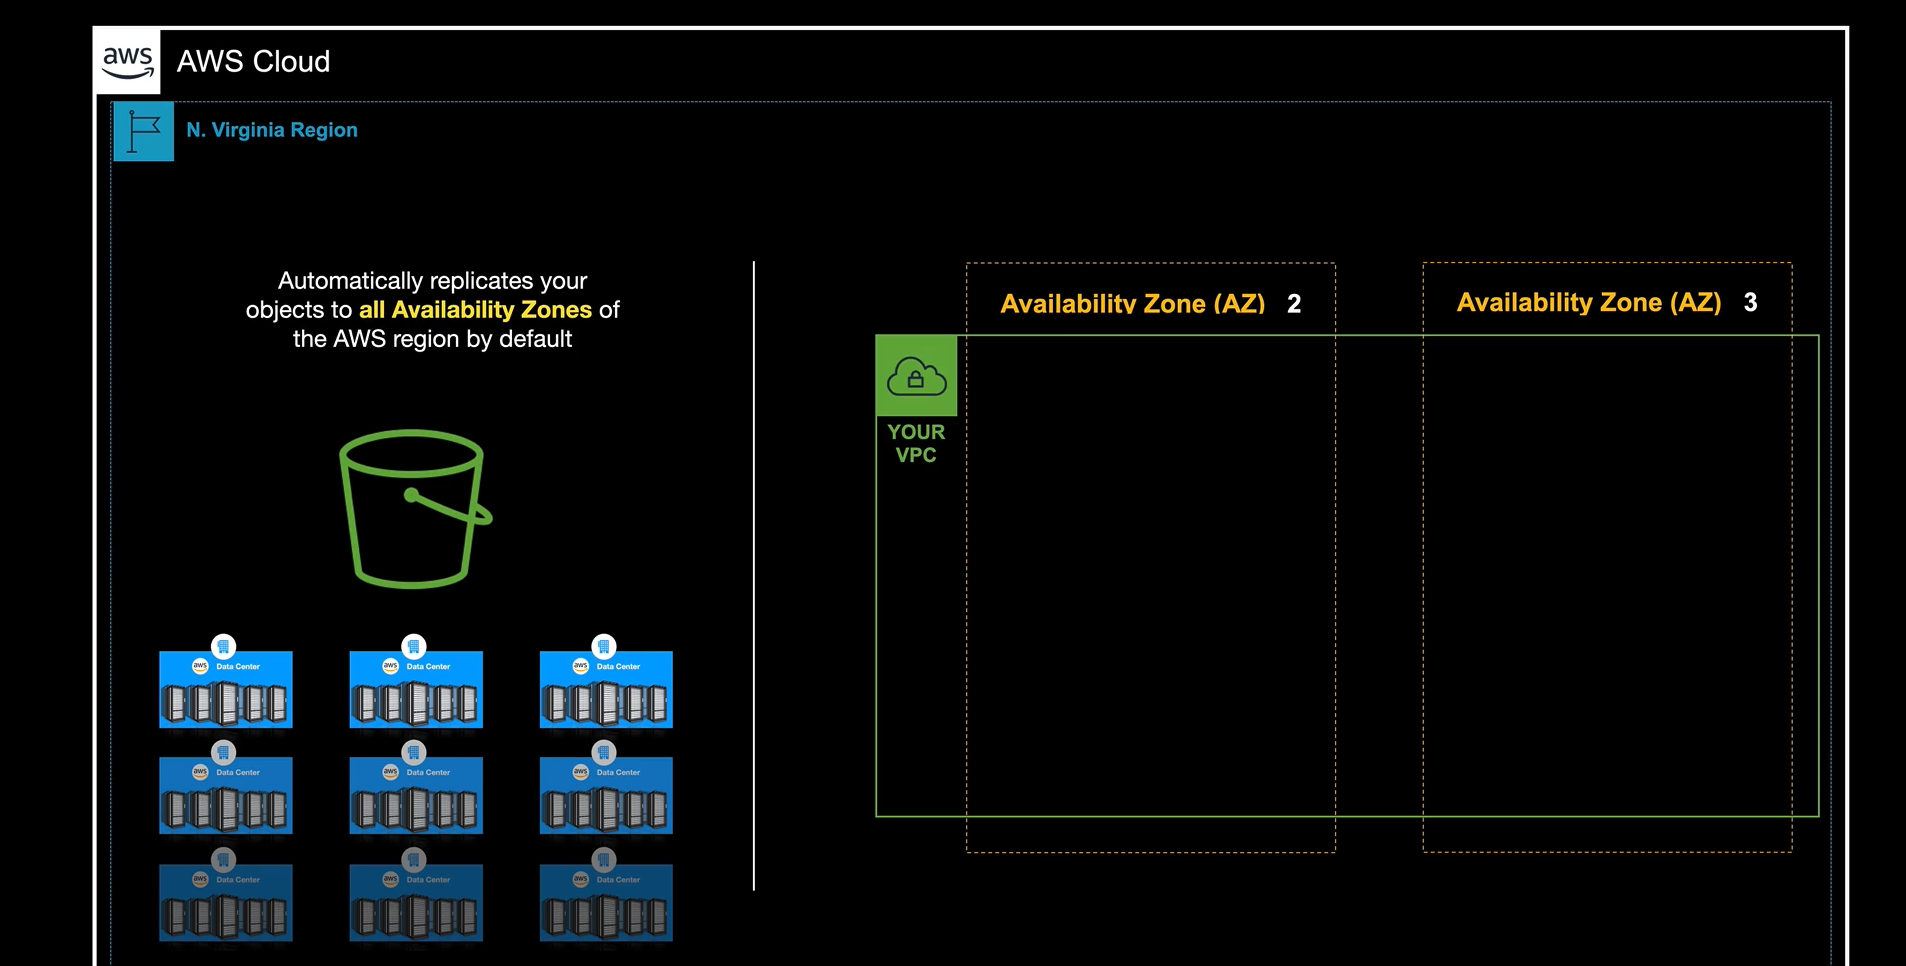 aws
AWS Cloud
N. Virginia Region
Automatically replicates your
objects to all Availability Zones of
the AWS region by default
Availability Zone (AZ) 2
Availability Zone (AZ) 3
YOUR
VPC
aws Data Center
aws Data Center
aws Data Center
aws Data Center
aws Data Center
aws Data Center
aws Data Center
aws Data Center
aws Data Center